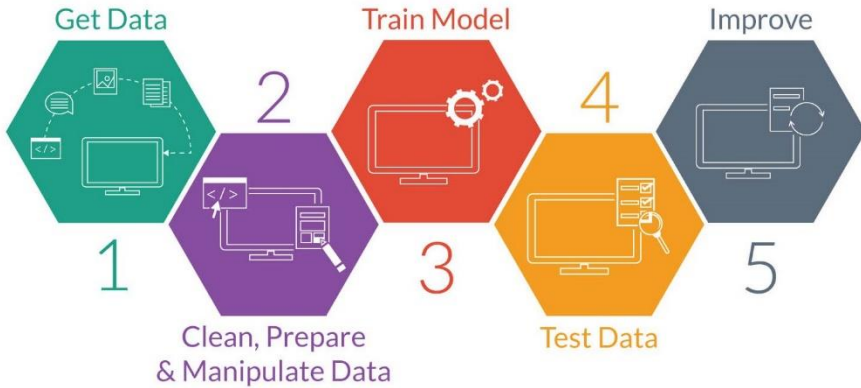 Get Data
1
2
Clean, Prepare
& Manipulate Data
</>
</>
Train Model
3
4
Test Data
Improve
5